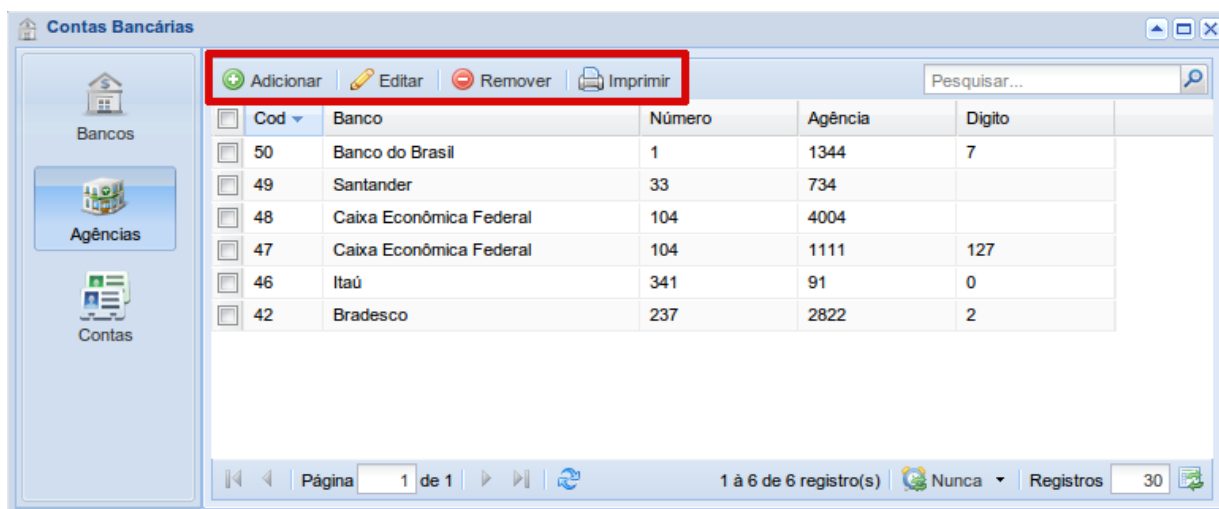 Contas Bancárias
Bancos
Agências
Contas
Adicionar Editar Remover Imprimir Pesquisar...
Cod Banco Número Agência Digito
50 Banco do Brasil 1 1344 7
49 Santander 33 734
48 Caixa Econômica Federal 104 4004
47 Caixa Econômica Federal 104 1111 127
46 Itaú 341 91 0
42 Bradesco 237 2822 2
Página 1 de 1 1 à 6 de 6 registro(s) Nunca Registros 30